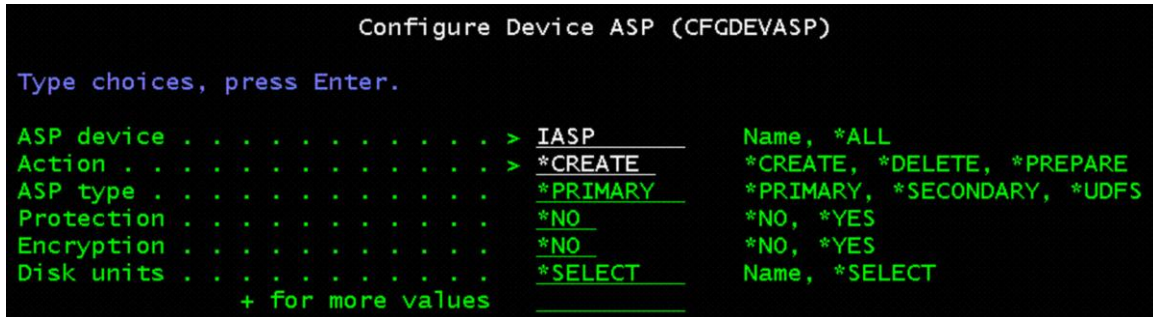 Configure Device ASP (CFGDEVASP)
Type choices, press Enter.
ASP device . . . . . . . . . . . > IASP Name, *ALL
Action . . . . . . . . . . . . . > *CREATE *CREATE, *DELETE, *PREPARE
ASP type . . . . . . . . . . . . *PRIMARY *PRIMARY, *SECONDARY, *UDFS
Protection . . . . . . . . . . . *NO *NO, *YES
Encryption . . . . . . . . . . . *NO *NO, *YES
Disk units . . . . . . . . . . . *SELECT Name, *SELECT
+ for more values